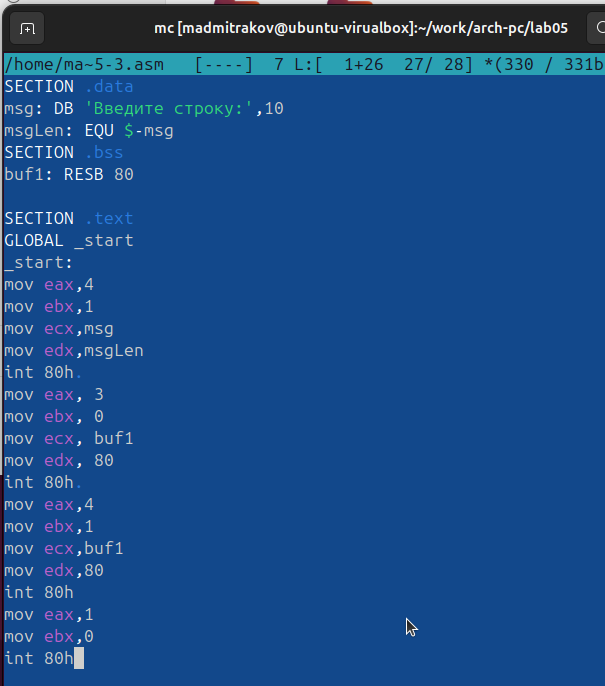 mc [madmitrakov@ubuntu-virualbox]:~/work/arch-pc/lab05
/home/ma~5-3.asm   [----]  7 L:[  1+26  27/ 28] *(330 / 331b
SECTION .data
msg: DB 'Введите строку:',10
msgLen: EQU $-msg
SECTION .bss
buf1: RESB 80

SECTION .text
GLOBAL _start
_start:
mov eax,4
mov ebx,1
mov ecx,msg
mov edx,msgLen
int 80h.
mov eax, 3
mov ebx, 0
mov ecx, buf1
mov edx, 80
int 80h.
mov eax,4
mov ebx,1
mov ecx,buf1
mov edx,80
int 80h
mov eax,1
mov ebx,0
int 80h